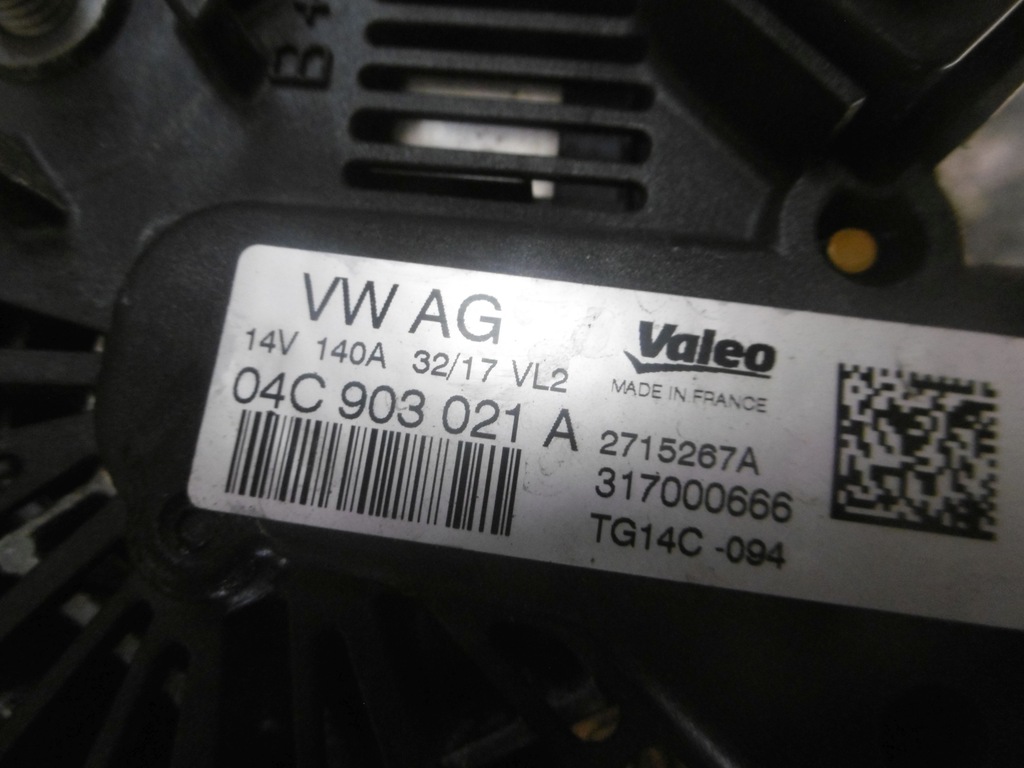 B+
VW AG
14V 140A 32/17 VL2
04C 903 021 A
Valeo
MADE IN FRANCE
2715267A
317000666
TG14C -094